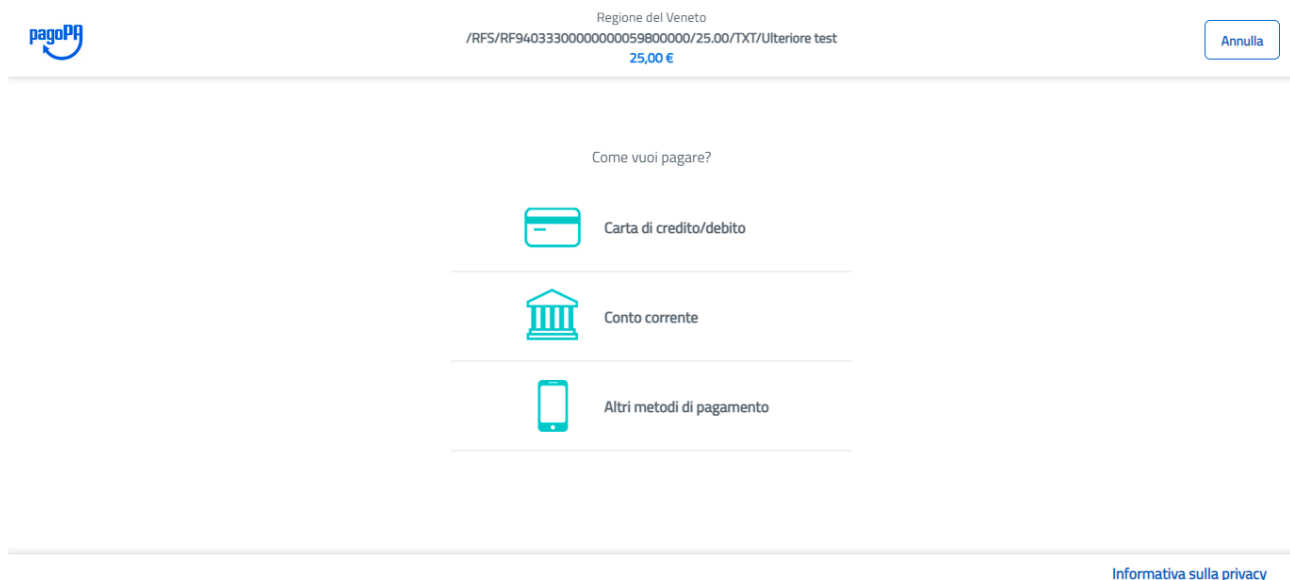 pagoPA
Regione del Veneto
/RFS/RF94033300000000059800000/25.00/TXT/Ulteriore test
25,00 €
Annulla
Come vuoi pagare?
Carta di credito/debito
Conto corrente
Altri metodi di pagamento
Informativa sulla privacy